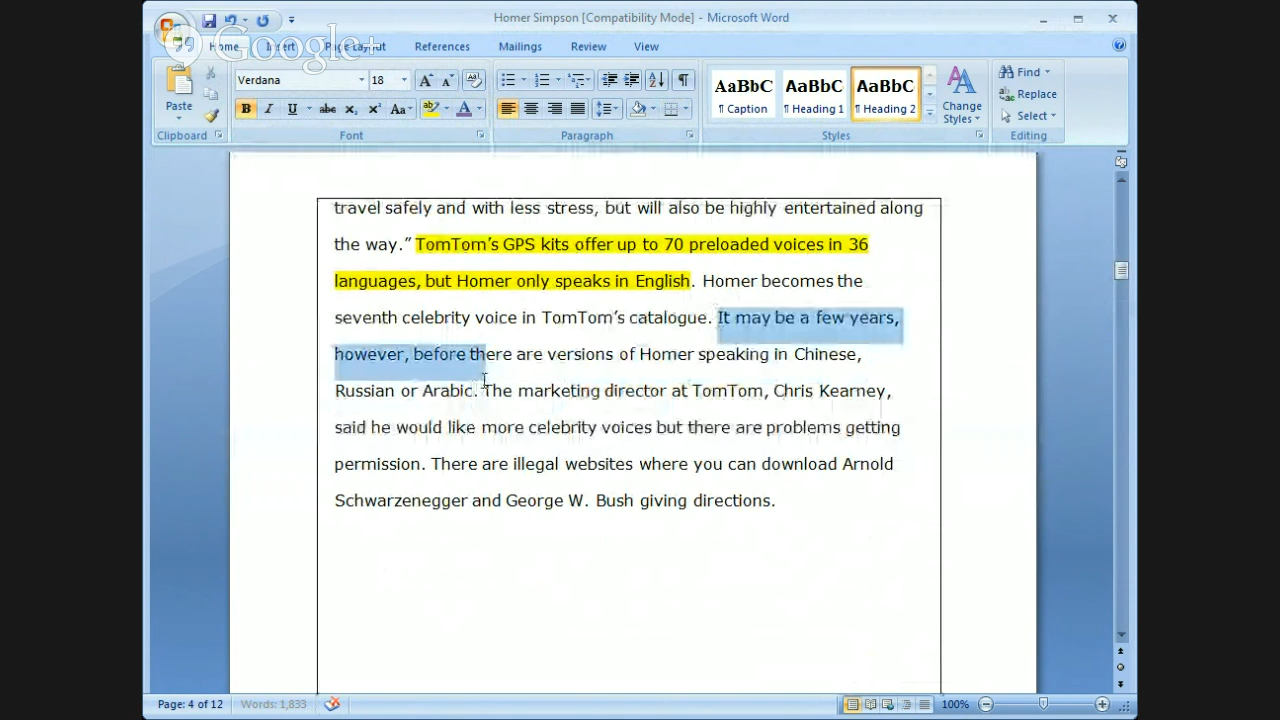 Homer Simpson [Compatibility Mode] - Microsoft Word
Google+
Home Insert Page Layout References Mailings Review View
Verdana 18
AaBbC AaBbC AaBbC
¶ Caption ¶ Heading 1 ¶ Heading 2
Paste
Change Styles
Find
Replace
Select
Clipboard Font Paragraph Styles Editing
travel safely and with less stress, but will also be highly entertained along
the way.” TomTom’s GPS kits offer up to 70 preloaded voices in 36
languages, but Homer only speaks in English. Homer becomes the
seventh celebrity voice in TomTom’s catalogue. It may be a few years,
however, before there are versions of Homer speaking in Chinese,
Russian or Arabic. The marketing director at TomTom, Chris Kearney,
said he would like more celebrity voices but there are problems getting
permission. There are illegal websites where you can download Arnold
Schwarzenegger and George W. Bush giving directions.
Page: 4 of 12 Words: 1,833 100%